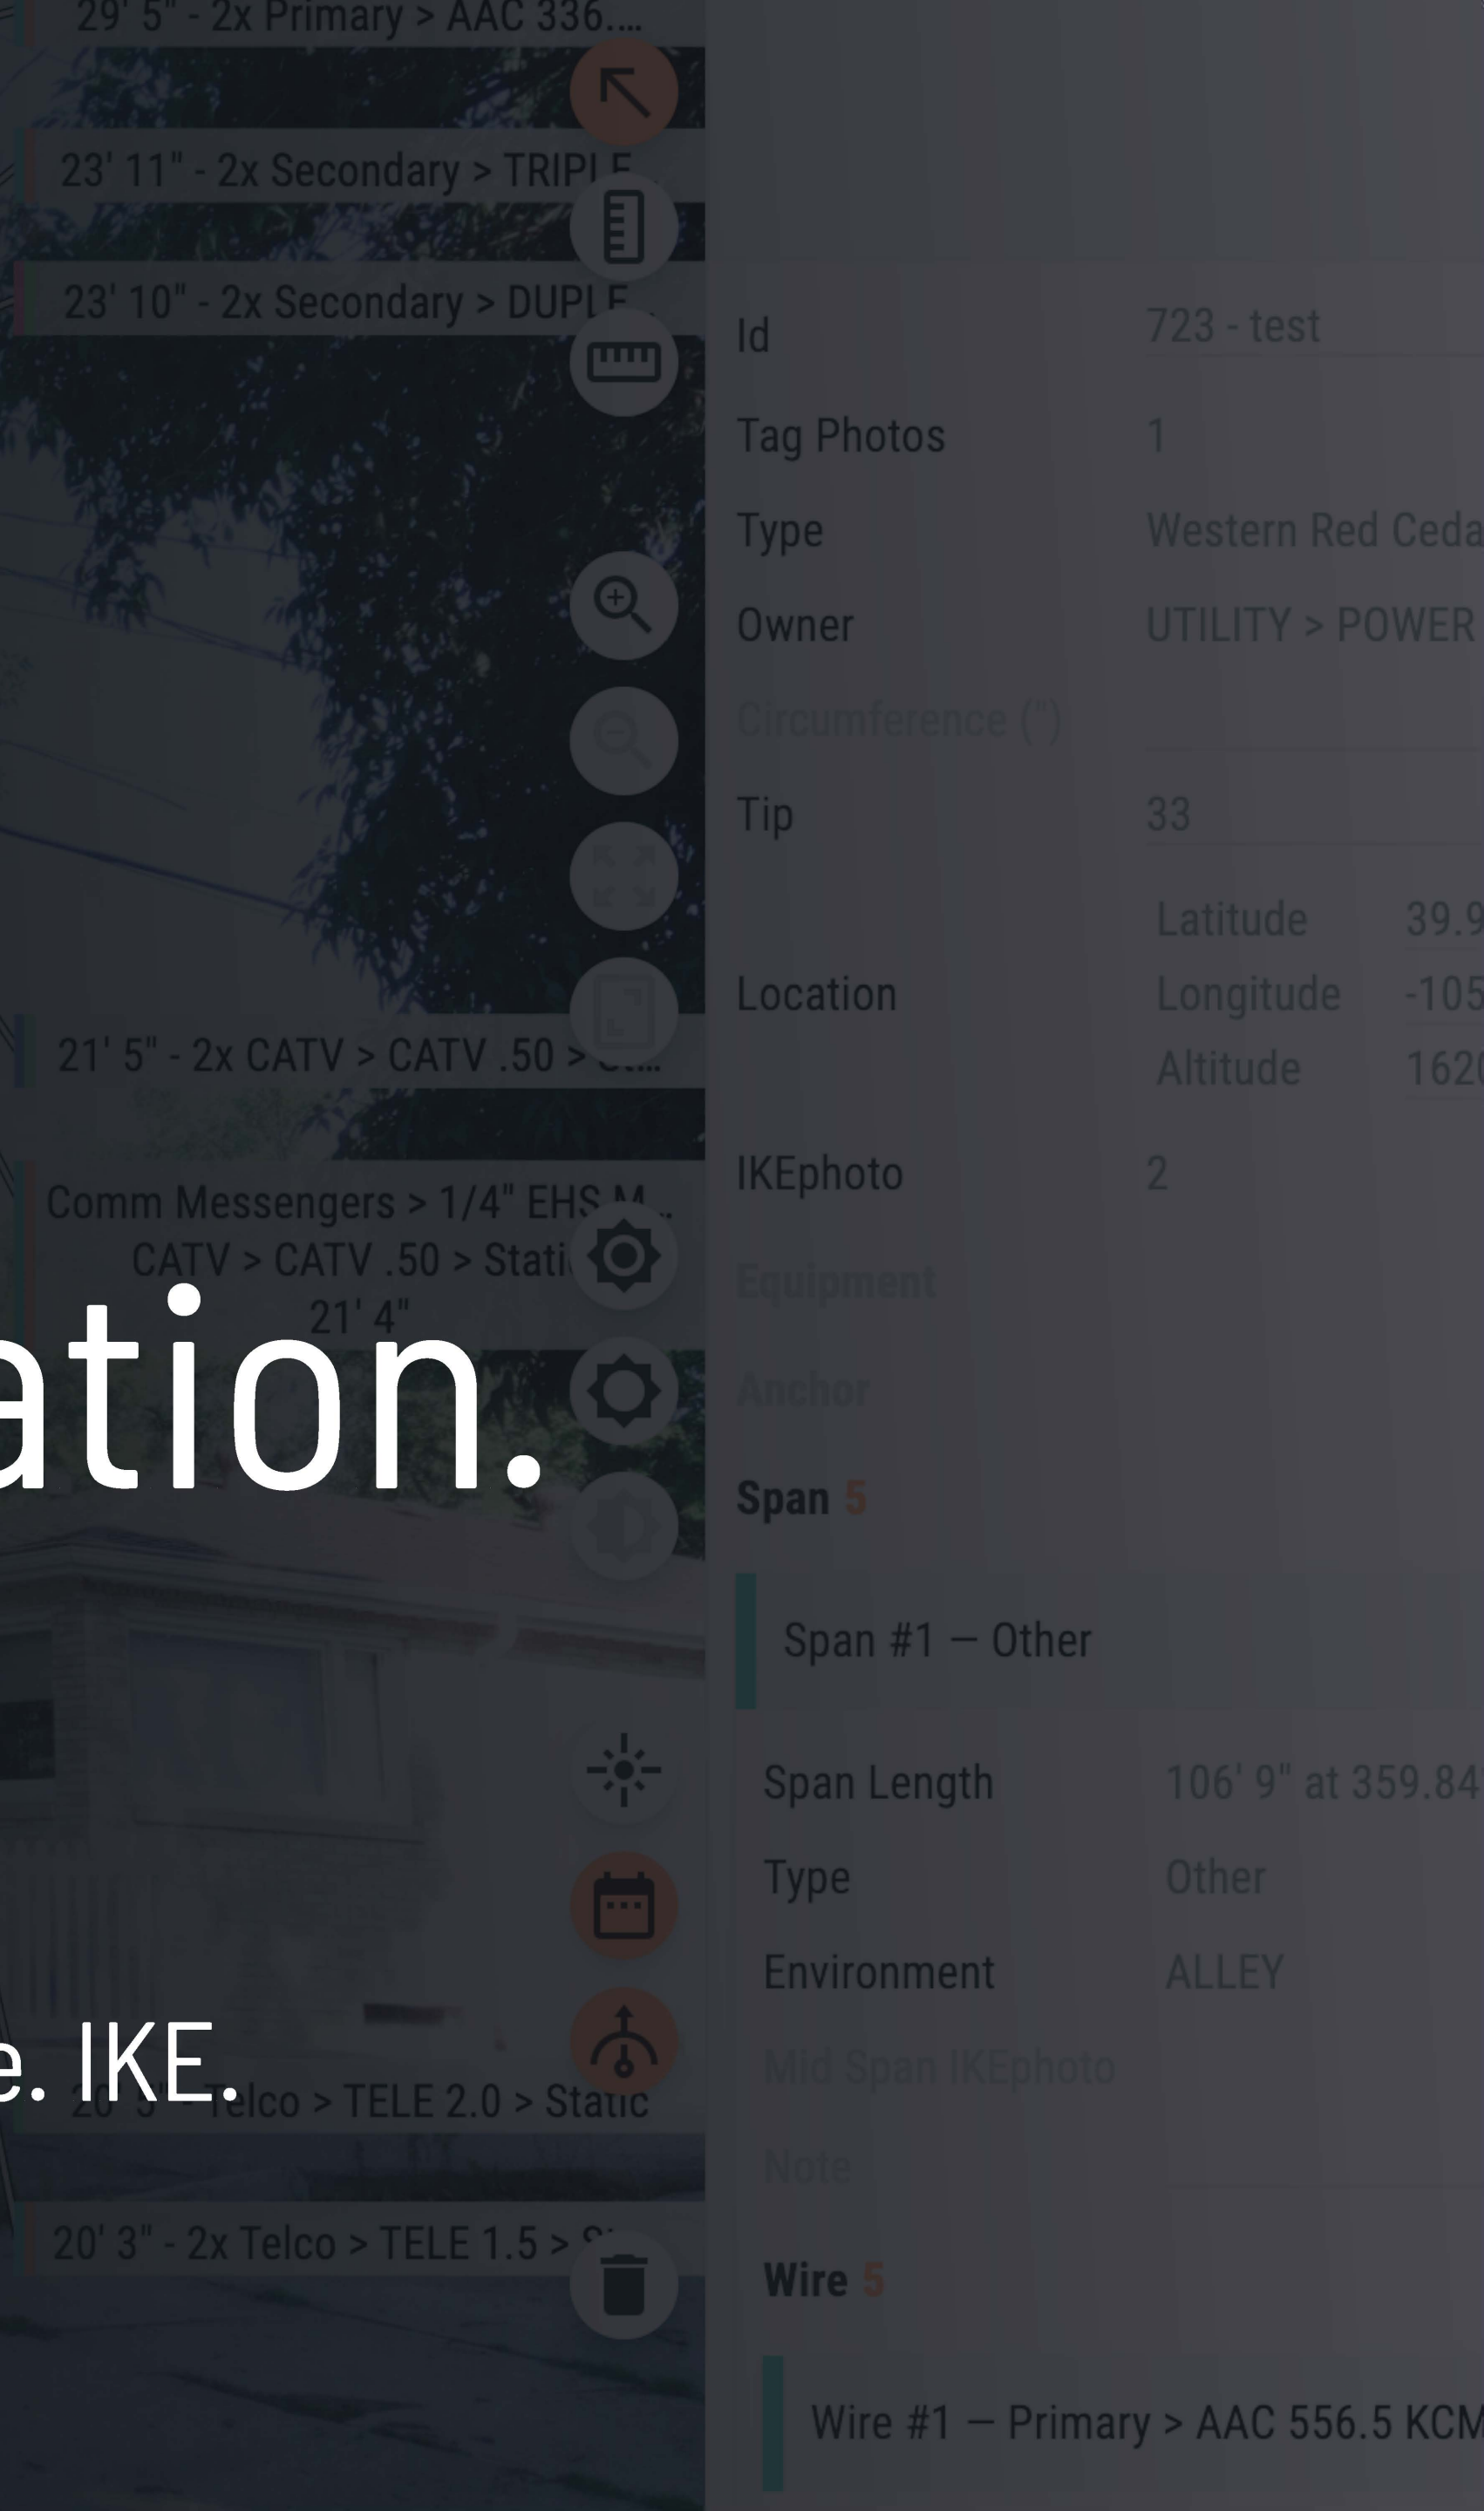 29' 5" - 2x Primary > AAC 336....
23' 11" - 2x Secondary > TRIPLE
23' 10" - 2x Secondary > DUPLE...
21' 5" - 2x CATV > CATV .50 > St...
Comm Messengers > 1/4" EHS M...
CATV > CATV .50 > Stati
21' 4"
ation.
e. IKE.
20' 5" - Telco > TELE 2.0 > Static
20' 3" - 2x Telco > TELE 1.5 > St
Id 723 - test
Tag Photos 1
Type Western Red Ceda
Owner UTILITY > POWER
Circumference (")
Tip 33
Location
Latitude 39.9
Longitude -105
Altitude 1620
IKEphoto 2
Equipment
Anchor
Span 5
Span #1 — Other
Span Length 106' 9" at 359.84°
Type Other
Environment ALLEY
Mid Span IKEphoto
Note
Wire 5
Wire #1 — Primary > AAC 556.5 KCM